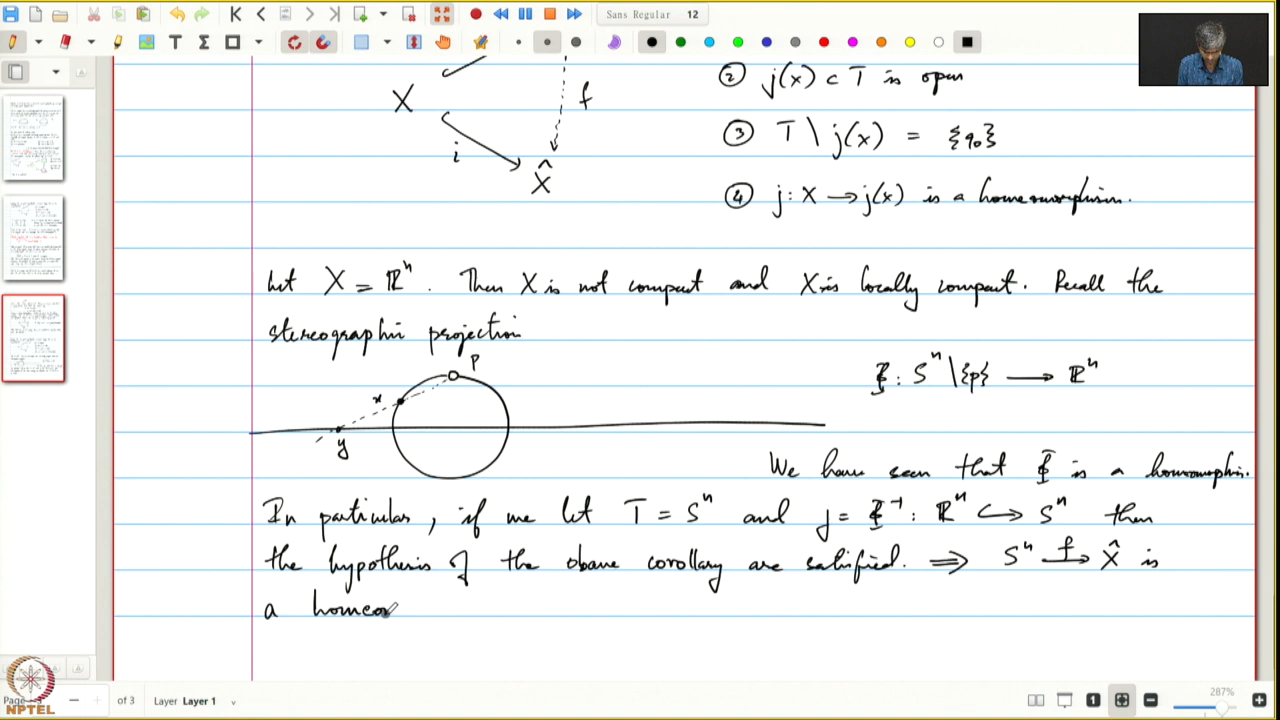 Sans Regular 12
② j(x) ⊂ T is open
X
f
③ T \ j(x) = {q₀}
i
X̂
④ j : X → j(x) is a homeomorphism.
Let X = ℝⁿ. Then X is not compact and X is locally compact. Recall the
stereographic projection
p
Φ : Sⁿ \ {p} → ℝⁿ
x
y
We have seen that Φ is a homeomorphism.
In particular, if we let T = Sⁿ and j = Φ⁻¹ : ℝⁿ ↪ Sⁿ then
the hypothesis of the above corollary are satisfied. ⟹ Sⁿ →f X̂ is
a homeo
NPTEL
Page 3 of 3 Layer Layer 1
287%